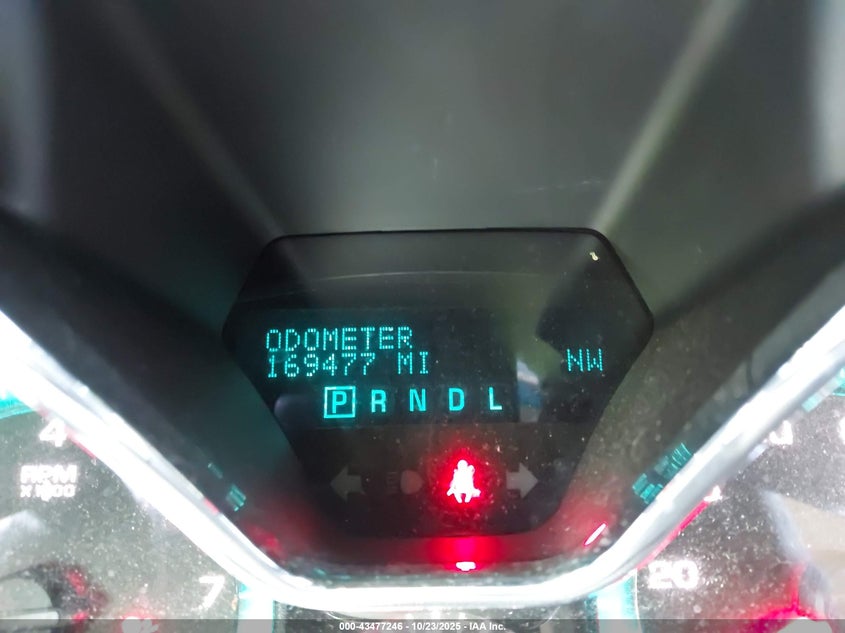 ODOMETER
169477 MI NW
P R N D L
4
RPM
X 1000
7
20
000-43477246 - 10/23/2025 - IAA Inc.